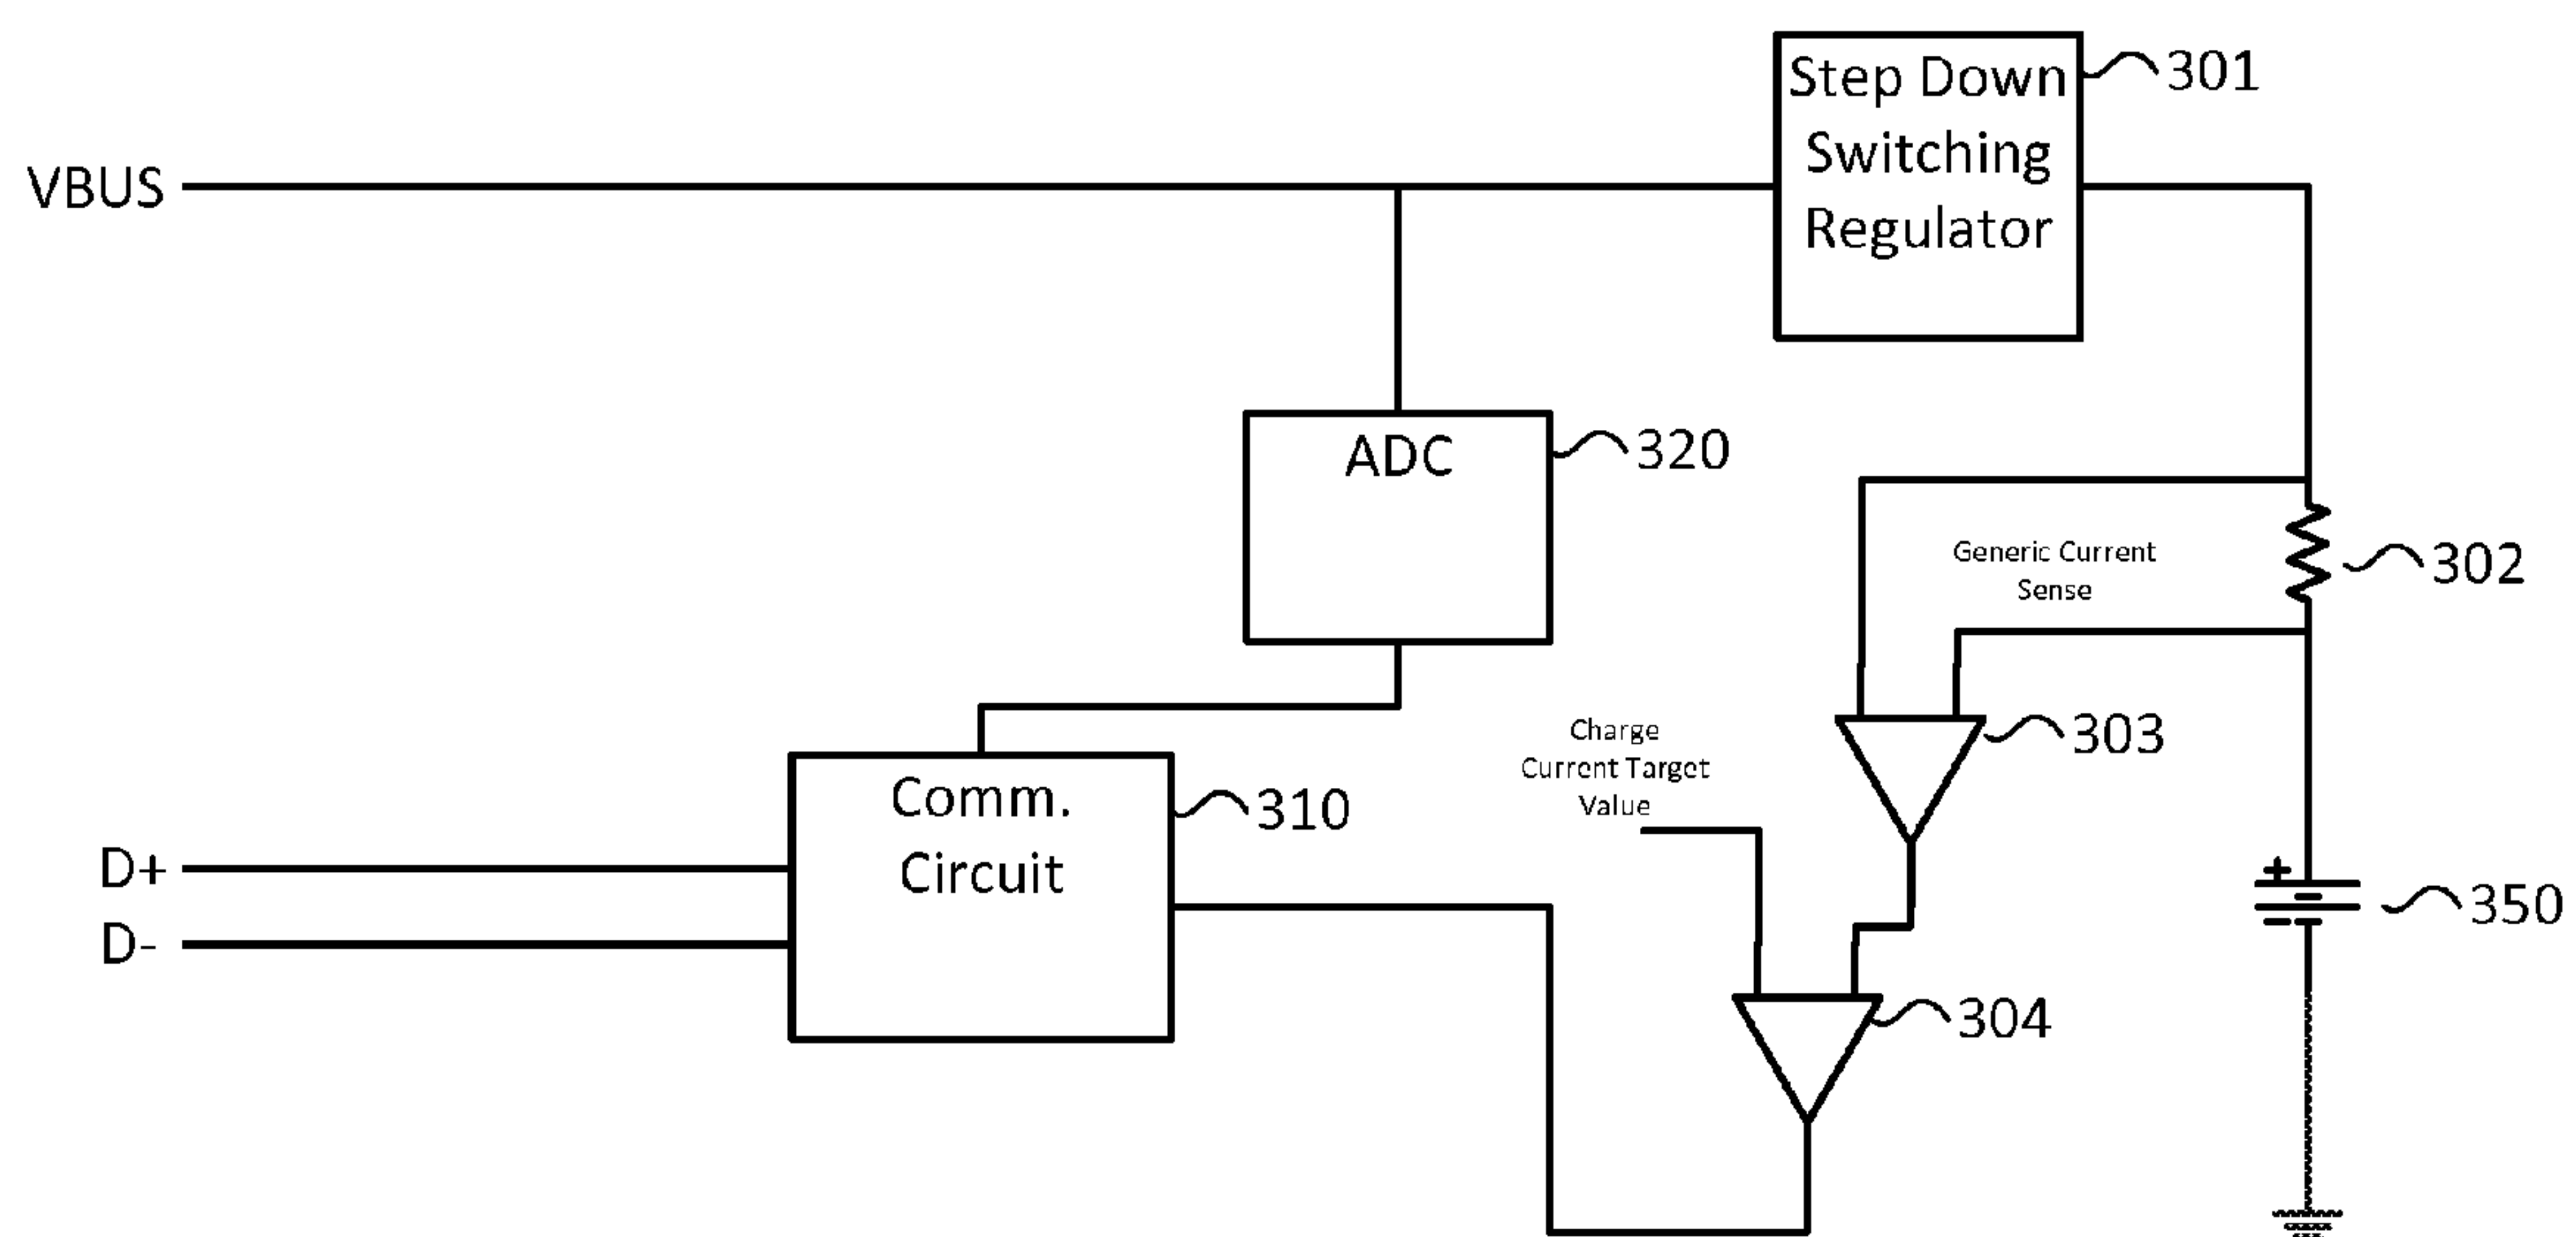 Step Down
Switching
Regulator
301
VBUS
ADC
320
Generic Current
Sense
302
Charge
Current Target
Value
303
Comm.
Circuit
310
D+
D-
+
350
304